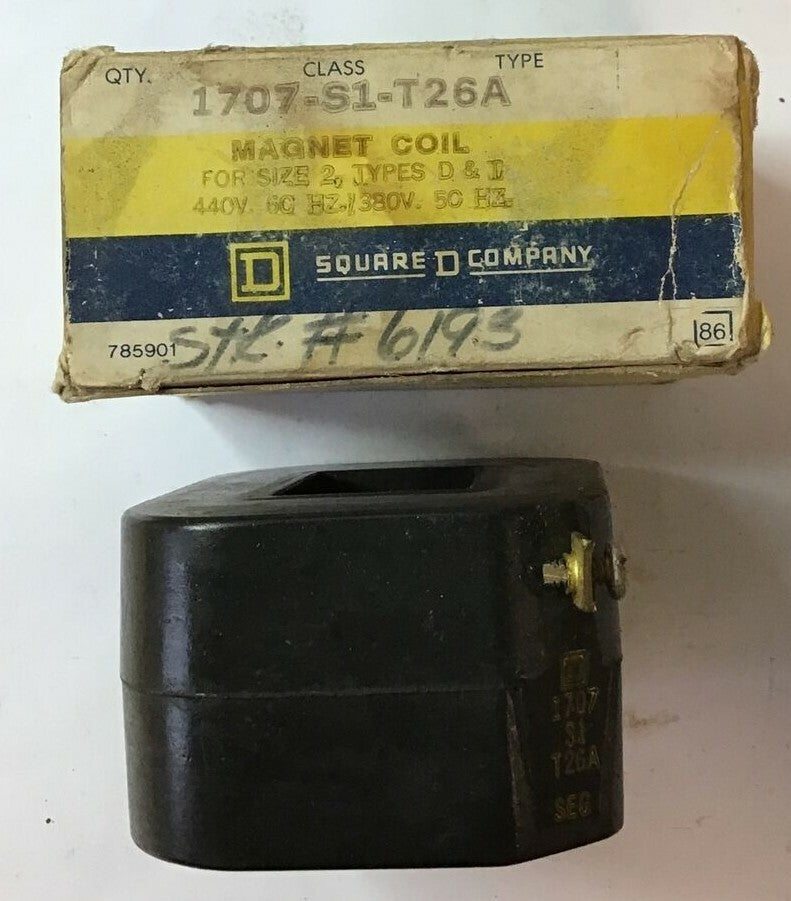 QTY. CLASS TYPE
1707-S1-T26A
MAGNET COIL
FOR SIZE 2, TYPES D & T
440V. 60 HZ./380V. 50 HZ.
D SQUARE D COMPANY
785901 Stk. # 6193 86
D
1707
S1
T26A
SEG